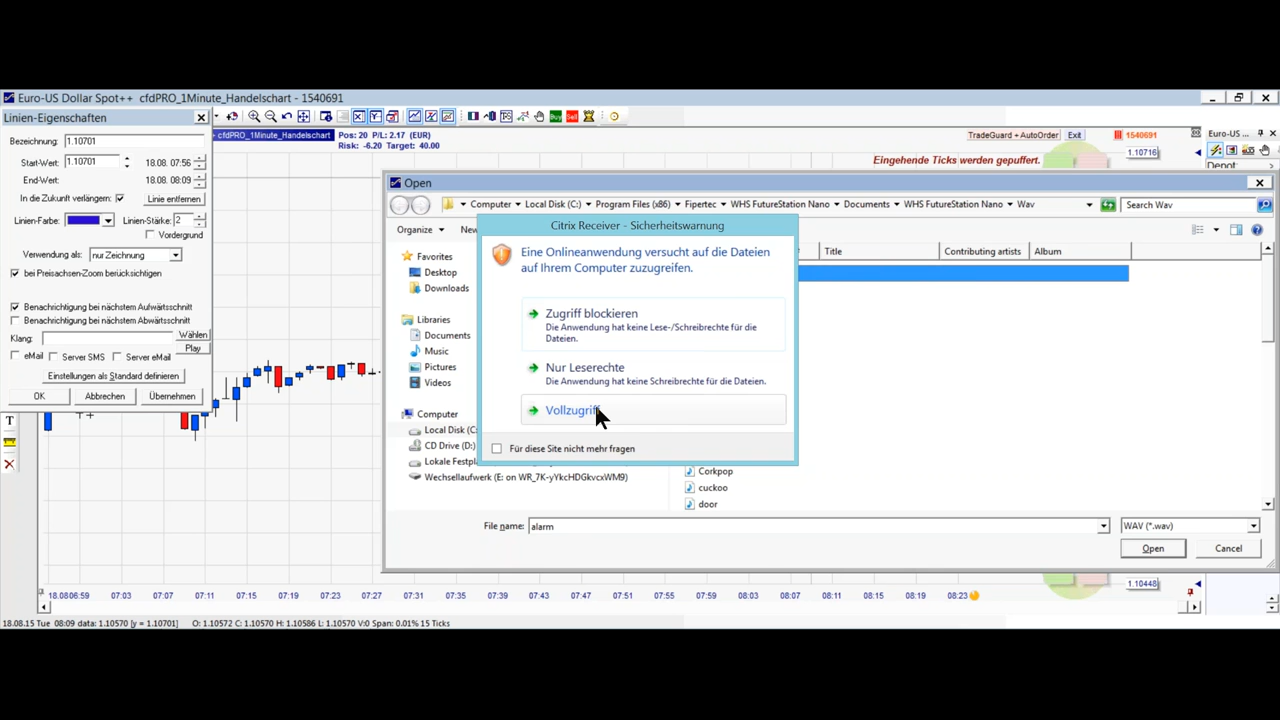 Euro-US Dollar Spot++ cfdPRO_1Minute_Handelschart - 1540691
Linien-Eigenschaften
Bezeichnung: 1.10701
Start-Wert: 1.10701 18.08. 07:56
End-Wert: 18.08. 08:09
In die Zukunft verlängern: Linie entfernen
Linien-Farbe: Linien-Stärke: 2
Vordergrund
Verwendung als: nur Zeichnung
bei Preisachsen-Zoom berücksichtigen
Benachrichtigung bei nächstem Aufwärtsschnitt
Benachrichtigung bei nächstem Abwärtsschnitt
Klang: Wählen
Play
eMail Server SMS Server eMail
Einstellungen als Standard definieren
OK Abbrechen Übernehmen
cfdPRO_1Minute_Handelschart Pos: 20 P/L: 2.17 (EUR)
Risk: -6.20 Target: 40.00
Buy Sell
TradeGuard + AutoOrder Exit 1540691
1.10716
Eingehende Ticks werden gepuffert.
Euro-US ...
Depot:
Open
Computer Local Disk (C:) Program Files (x86) Fipertec WHS FutureStation Nano Documents WHS FutureStation Nano Wav
Search Wav
Organize New
Title Contributing artists Album
Favorites
Desktop
Downloads
Libraries
Documents
Music
Pictures
Videos
Computer
Local Disk (C:
CD Drive (D:)
Lokale Festpla
Wechsellaufwerk (E: on WR_7K-yYkcHDGkvcxWM9)
Citrix Receiver - Sicherheitswarnung
Eine Onlineanwendung versucht auf die Dateien
auf Ihrem Computer zuzugreifen.
Zugriff blockieren
Die Anwendung hat keine Lese-/Schreibrechte für die
Dateien.
Nur Leserechte
Die Anwendung hat keine Schreibrechte für die Dateien.
Vollzugriff
Für diese Site nicht mehr fragen
Corkpop
cuckoo
door
File name: alarm WAV (*.wav)
Open Cancel
1.10448
18.08 06:59 07:03 07:07 07:11 07:15 07:19 07:23 07:27 07:31 07:35 07:39 07:43 07:47 07:51 07:55 07:59 08:03 08:07 08:11 08:15 08:19 08:23
18.08.15 Tue 08:09 data: 1.10570 [y = 1.10701] O: 1.10572 C: 1.10570 H: 1.10586 L: 1.10570 V:0 Span: 0.01% 15 Ticks